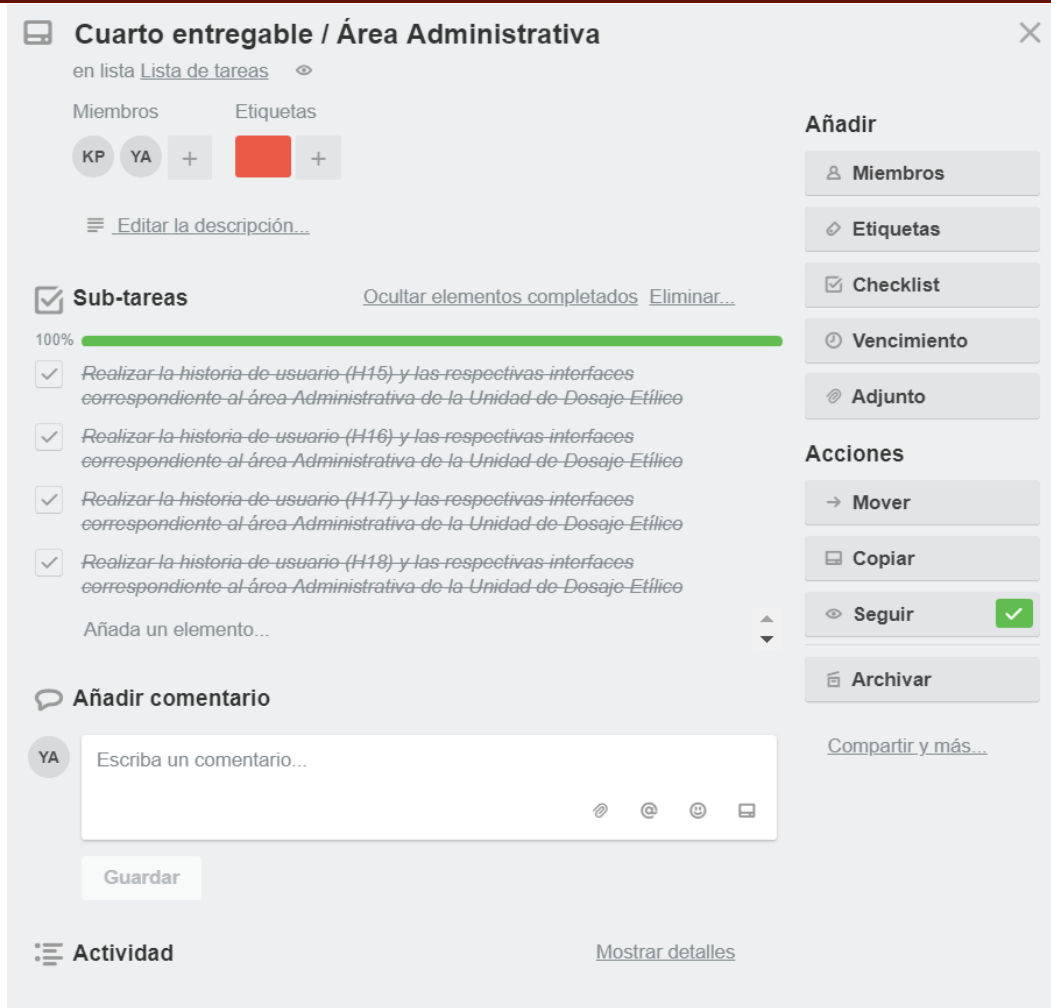 Cuarto entregable / Área Administrativa
en lista Lista de tareas
Miembros
Etiquetas
KP
YA
Editar la descripción...
Sub-tareas
Ocultar elementos completados
Eliminar...
100%
Realizar la historia de usuario (H15) y las respectivas interfaces
correspondiente al área Administrativa de la Unidad de Dosaje Etílico
Realizar la historia de usuario (H16) y las respectivas interfaces
correspondiente al área Administrativa de la Unidad de Dosaje Etílico
Realizar la historia de usuario (H17) y las respectivas interfaces
correspondiente al área Administrativa de la Unidad de Dosaje Etílico
Realizar la historia de usuario (H18) y las respectivas interfaces
correspondiente al área Administrativa de la Unidad de Dosaje Etílico
Añada un elemento...
Añadir comentario
YA
Escriba un comentario...
Guardar
Actividad
Mostrar detalles
Añadir
Miembros
Etiquetas
Checklist
Vencimiento
Adjunto
Acciones
Mover
Copiar
Seguir
Archivar
Compartir y más...